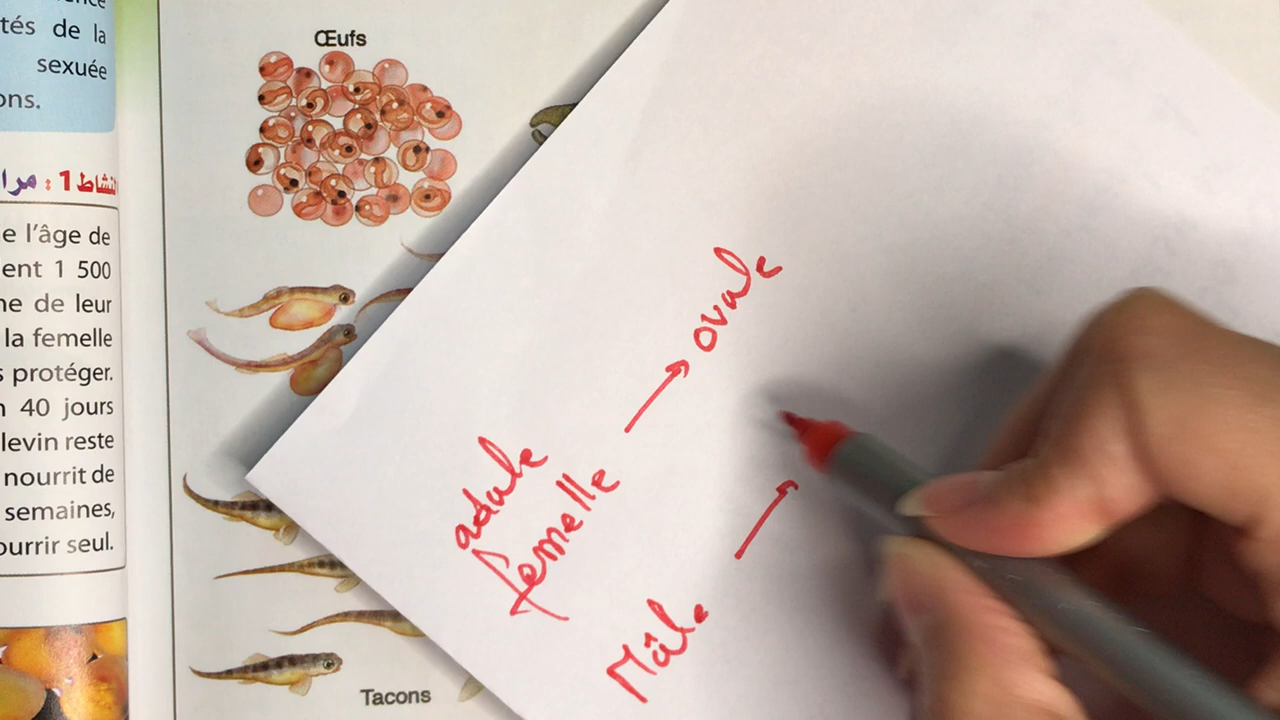 tés de la
sexuée
ons.
النشاط 1 : مرا
e l'âge de
ent 1 500
ne de leur
la femelle
s protéger.
n 40 jours
levin reste
nourrit de
semaines,
ourrir seul.
Œufs
Tacons
adule
femelle → ovale
Mâle →